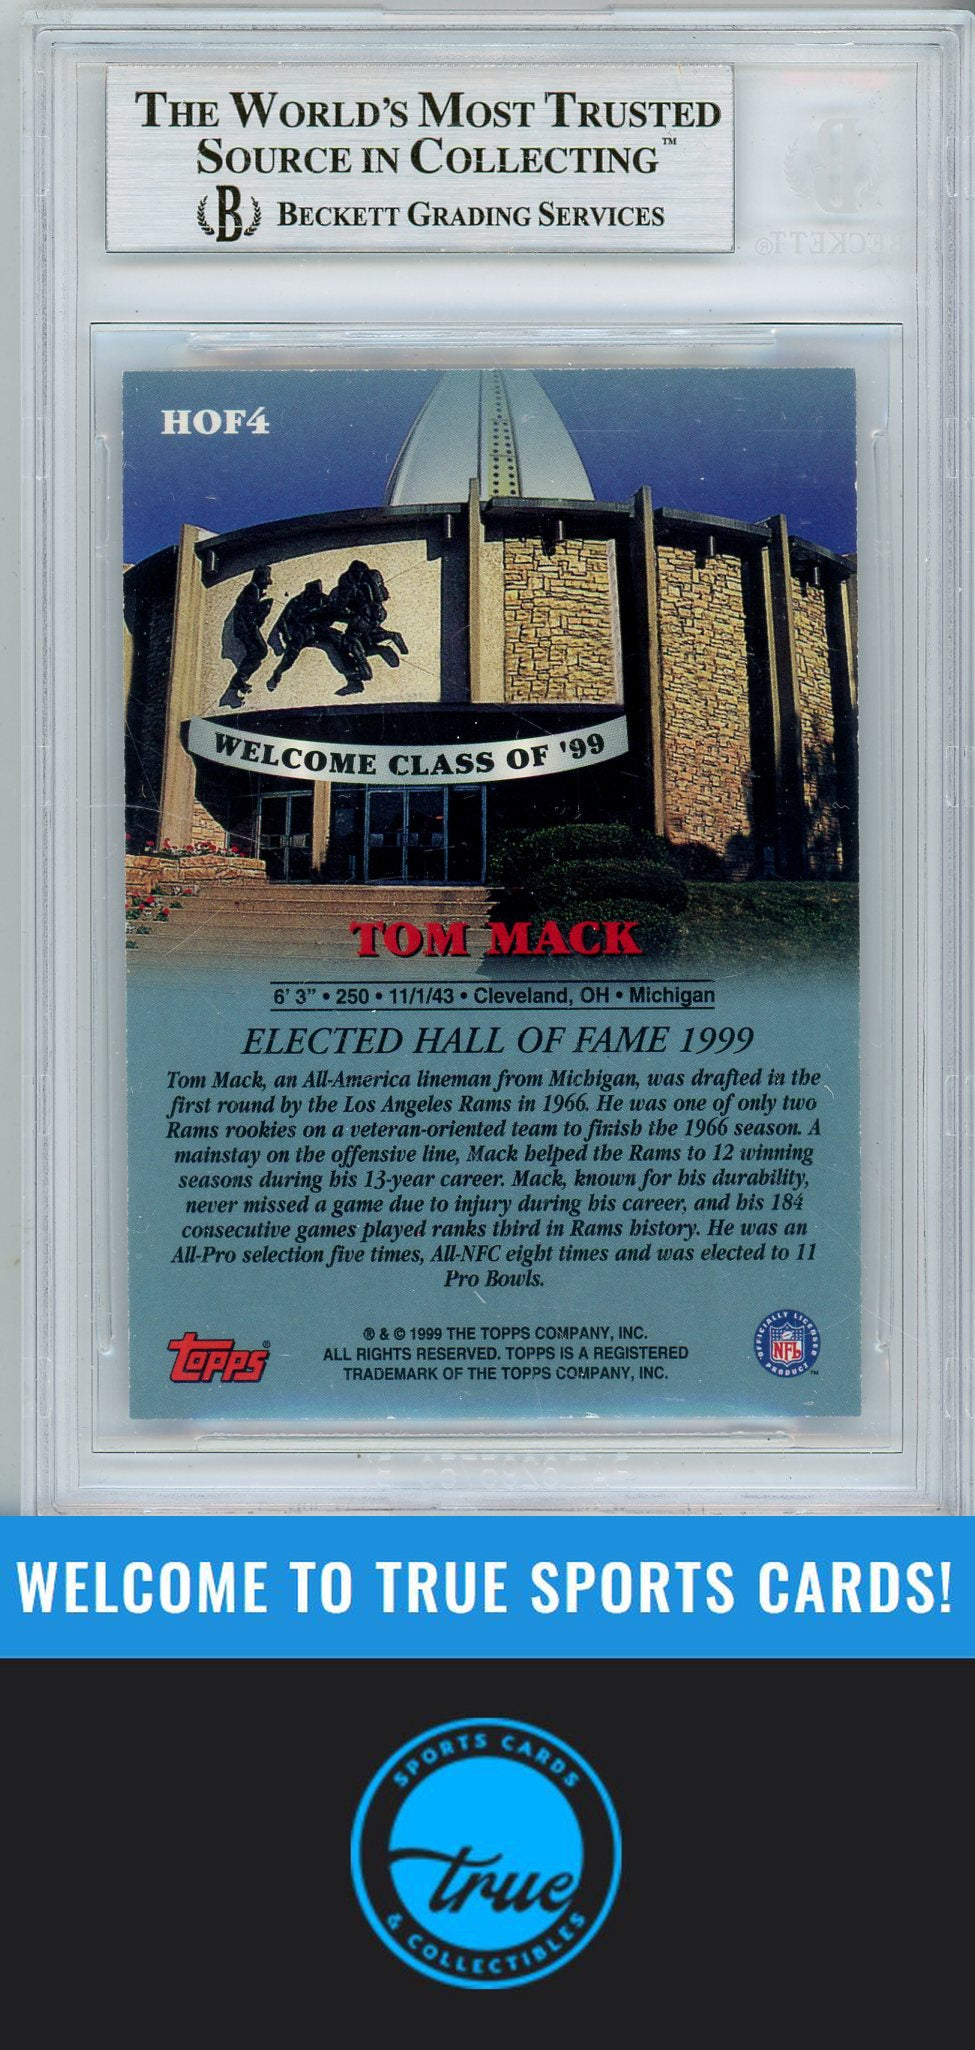 THE WORLD'S MOST TRUSTED
SOURCE IN COLLECTING™
B BECKETT GRADING SERVICES
BECKETT®
HOF4
WELCOME CLASS OF '99
TOM MACK
6' 3" • 250 • 11/1/43 • Cleveland, OH • Michigan
ELECTED HALL OF FAME 1999
Tom Mack, an All-America lineman from Michigan, was drafted in the
first round by the Los Angeles Rams in 1966. He was one of only two
Rams rookies on a veteran-oriented team to finish the 1966 season. A
mainstay on the offensive line, Mack helped the Rams to 12 winning
seasons during his 13-year career. Mack, known for his durability,
never missed a game due to injury during his career, and his 184
consecutive games played ranks third in Rams history. He was an
All-Pro selection five times, All-NFC eight times and was elected to 11
Pro Bowls.
Topps®
® & © 1999 THE TOPPS COMPANY, INC.
ALL RIGHTS RESERVED. TOPPS IS A REGISTERED
TRADEMARK OF THE TOPPS COMPANY, INC.
OFFICIALLY LICENSED
NFL
PRODUCT™
WELCOME TO TRUE SPORTS CARDS!
SPORTS CARDS
true
& COLLECTIBLES